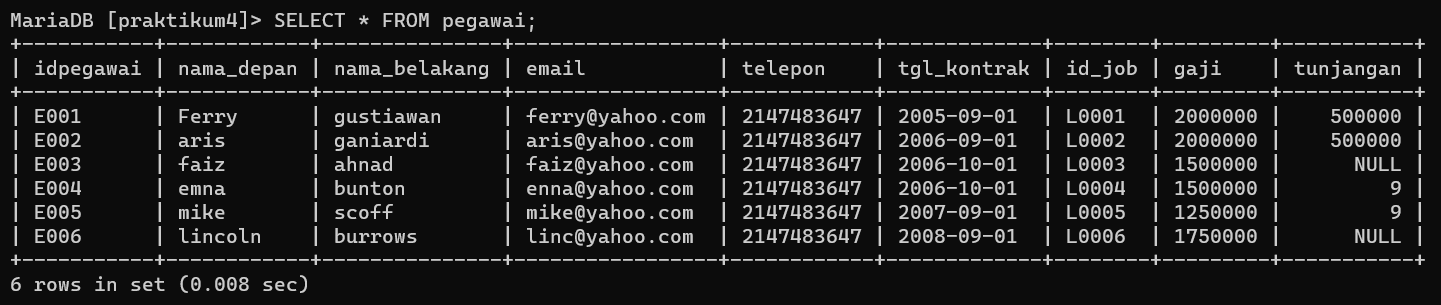 MariaDB [praktikum4]> SELECT * FROM pegawai;
+-----------+------------+---------------+-----------------+------------+-------------+--------+---------+-----------+
| idpegawai | nama_depan | nama_belakang | email           | telepon    | tgl_kontrak | id_job | gaji    | tunjangan |
+-----------+------------+---------------+-----------------+------------+-------------+--------+---------+-----------+
| E001      | Ferry      | gustiawan     | ferry@yahoo.com | 2147483647 | 2005-09-01  | L0001  | 2000000 |    500000 |
| E002      | aris       | ganiardi      | aris@yahoo.com  | 2147483647 | 2006-09-01  | L0002  | 2000000 |    500000 |
| E003      | faiz       | ahnad         | faiz@yahoo.com  | 2147483647 | 2006-10-01  | L0003  | 1500000 |      NULL |
| E004      | emna       | bunton        | enna@yahoo.com  | 2147483647 | 2006-10-01  | L0004  | 1500000 |         9 |
| E005      | mike       | scoff         | mike@yahoo.com  | 2147483647 | 2007-09-01  | L0005  | 1250000 |         9 |
| E006      | lincoln    | burrows       | linc@yahoo.com  | 2147483647 | 2008-09-01  | L0006  | 1750000 |      NULL |
+-----------+------------+---------------+-----------------+------------+-------------+--------+---------+-----------+
6 rows in set (0.008 sec)